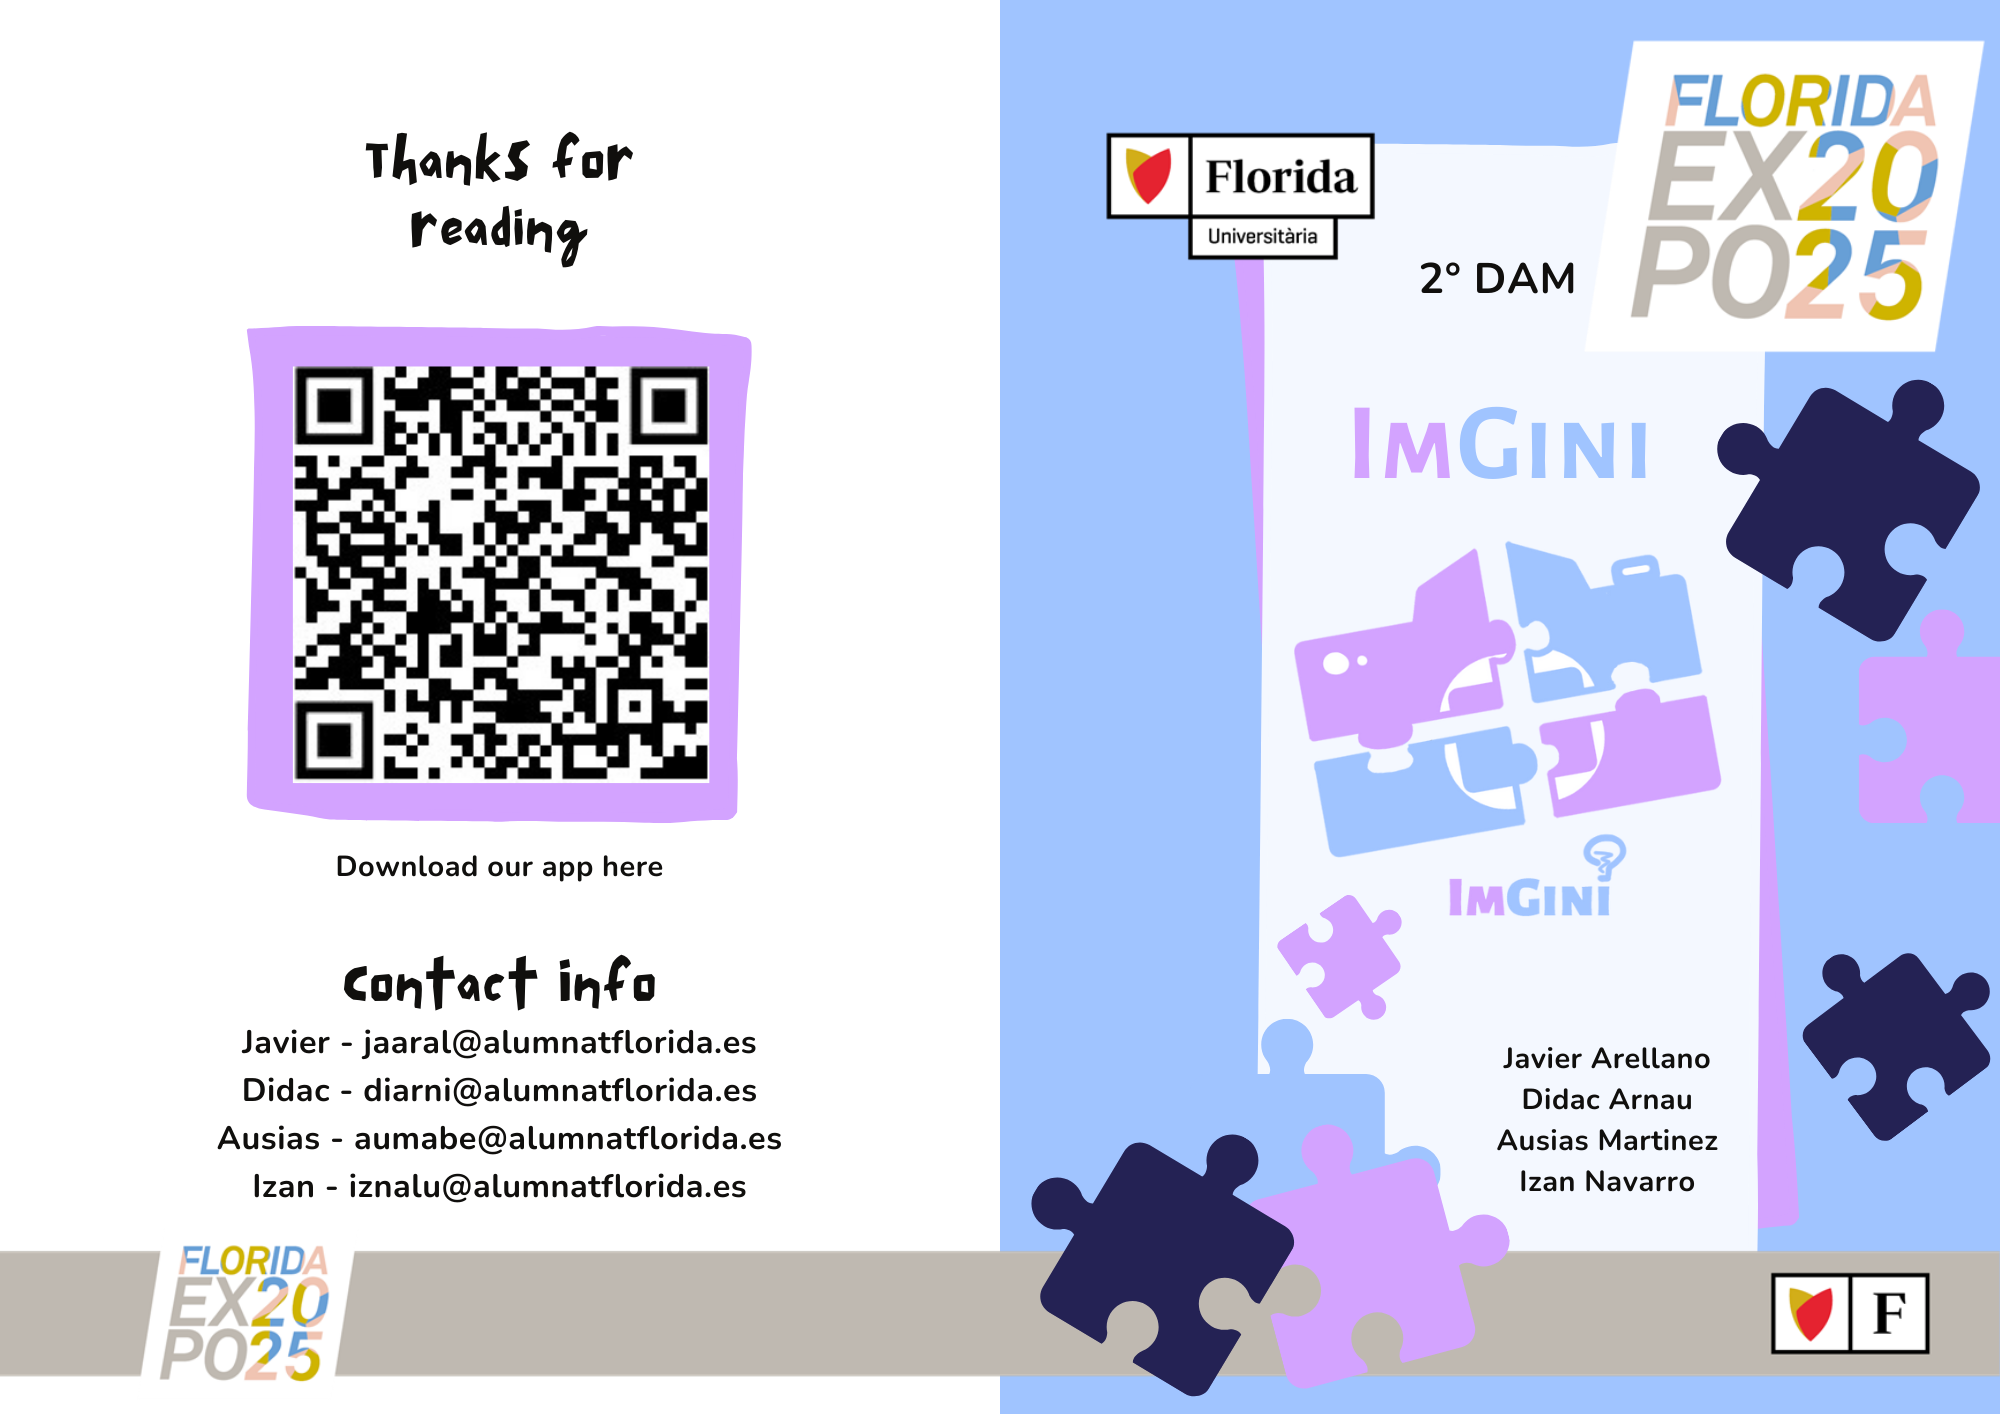 Thanks for
reading
Download our app here
Contact info
Javier - jaaral@alumnatflorida.es
Didac - diarni@alumnatflorida.es
Ausias - aumabe@alumnatflorida.es
Izan - iznalu@alumnatflorida.es
FLORIDA
EX20
PO25
Florida
Universitària
FLORIDA
EX20
PO25
2º DAM
IMGINI
IMGINI
Javier Arellano
Didac Arnau
Ausias Martinez
Izan Navarro
F